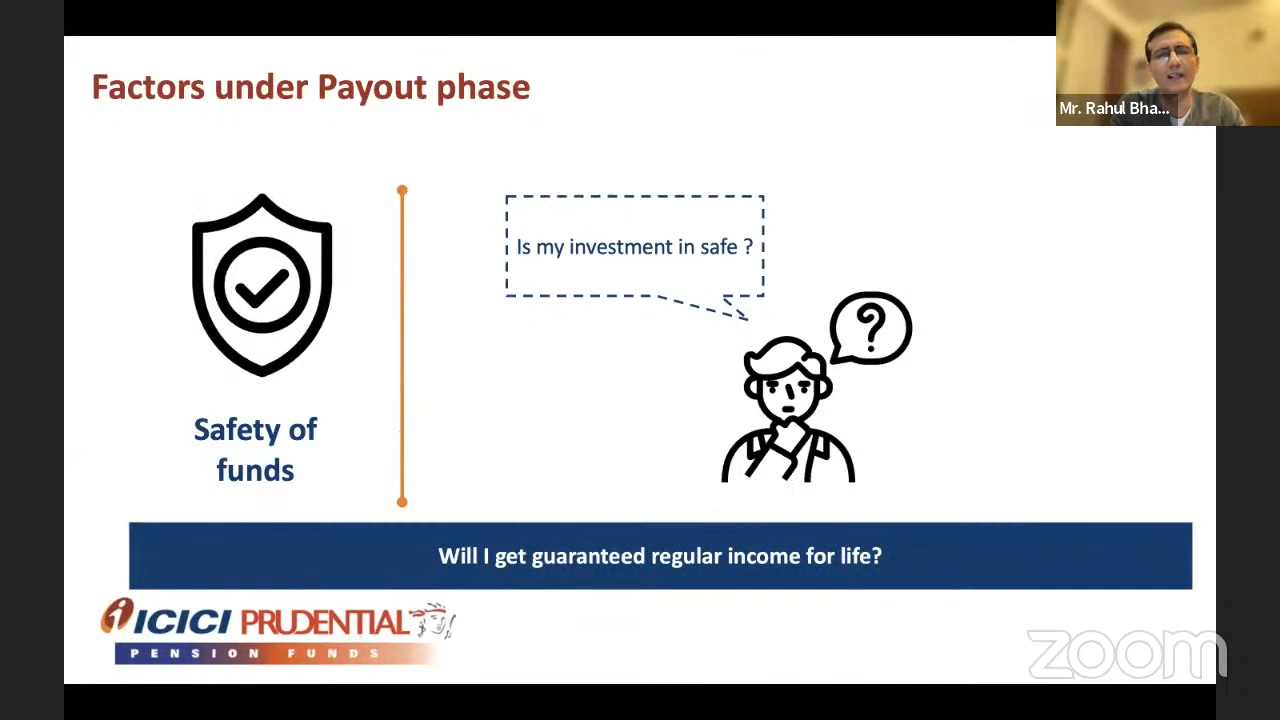 Factors under Payout phase
Mr. Rahul Bha...
Is my investment in safe ?
?
Safety of
funds
Will I get guaranteed regular income for life?
ICICI PRUDENTIAL
PENSION FUNDS
zoom